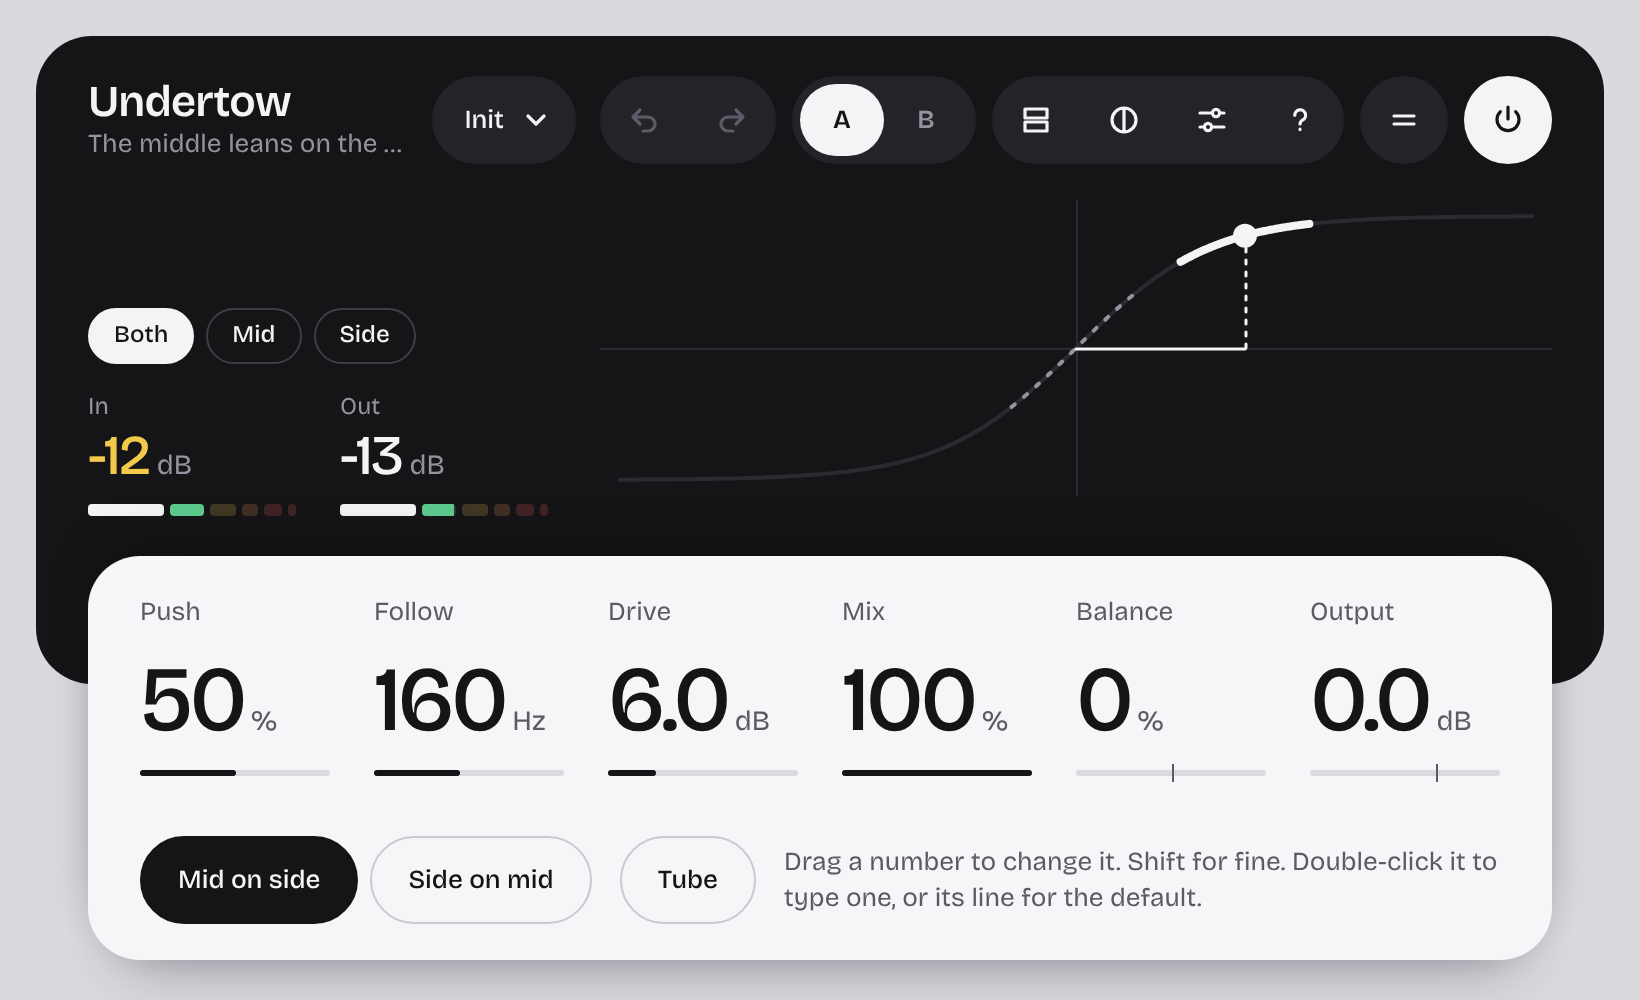 Undertow
The middle leans on the ...
Init
A
B
?
Both
Mid
Side
In
Out
-12 dB
-13 dB
Push
Follow
Drive
Mix
Balance
Output
50 %
160 Hz
6.0 dB
100 %
0 %
0.0 dB
Mid on side
Side on mid
Tube
Drag a number to change it. Shift for fine. Double-click it to
type one, or its line for the default.